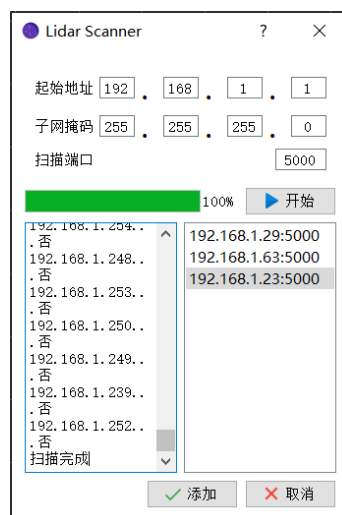 Lidar Scanner ? ×
起始地址 192 . 168 . 1 . 1
子网掩码 255 . 255 . 255 . 0
扫描端口 5000
100% 开始
192.168.1.254..
.否
192.168.1.248..
.否
192.168.1.253..
.否
192.168.1.250..
.否
192.168.1.249..
.否
192.168.1.239..
.否
192.168.1.252..
.否
扫描完成
192.168.1.29:5000
192.168.1.63:5000
192.168.1.23:5000
添加 取消